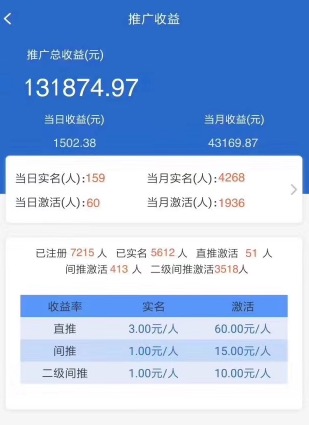 推广收益
推广总收益(元)
131874.97
当日收益(元) 当月收益(元)
1502.38 43169.87
当日实名(人):159 当月实名(人):4268
当日激活(人):60 当月激活(人):1936
已注册 7215 人 已实名 5612 人 直推激活 51 人
间推激活 413 人 二级间推激活3518人
收益率 实名 激活
直推 3.00元/人 60.00元/人
间推 1.00元/人 15.00元/人
二级间推 1.00元/人 10.00元/人